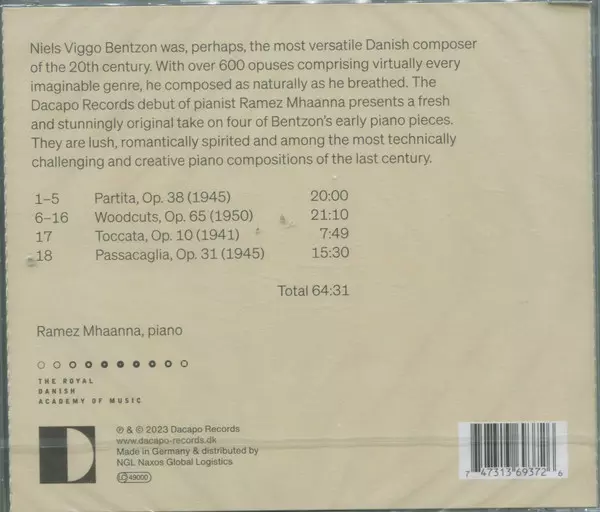 Niels Viggo Bentzon was, perhaps, the most versatile Danish composer
of the 20th century. With over 600 opuses comprising virtually every
imaginable genre, he composed as naturally as he breathed. The
Dacapo Records debut of pianist Ramez Mhaanna presents a fresh
and stunningly original take on four of Bentzon's early piano pieces.
They are lush, romantically spirited and among the most technically
challenging and creative piano compositions of the last century.
1–5 Partita, Op. 38 (1945) 20:00
6–16 Woodcuts, Op. 65 (1950) 21:10
17 Toccata, Op. 10 (1941) 7:49
18 Passacaglia, Op. 31 (1945) 15:30
Total 64:31
Ramez Mhaanna, piano
THE ROYAL
DANISH
ACADEMY OF MUSIC
℗ & © 2023 Dacapo Records
www.dacapo-records.dk
Made in Germany & distributed by
NGL Naxos Global Logistics
LC 49000
7 47313 69372 6